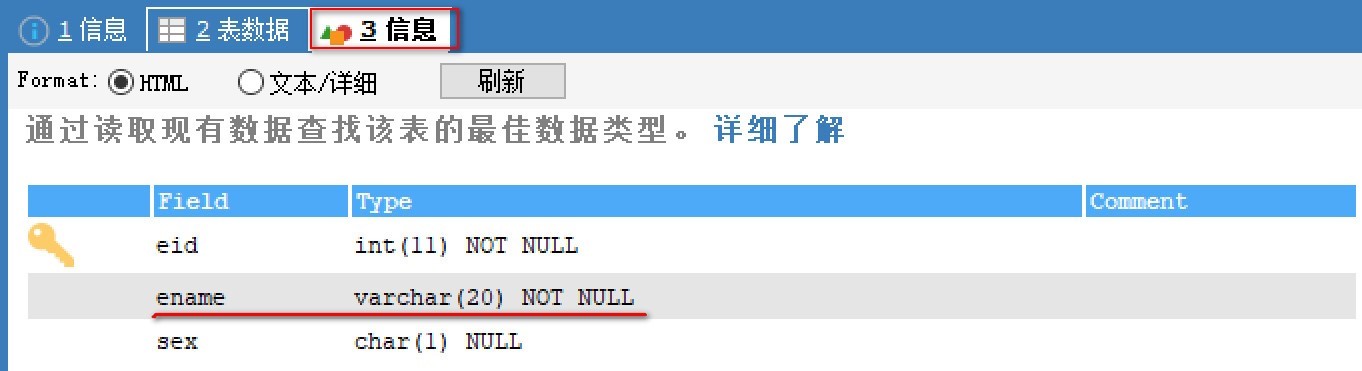 1 信息 2 表数据 3 信息
Format: HTML 文本/详细 刷新
通过读取现有数据查找该表的最佳数据类型。 详细了解
Field Type Comment
eid int(11) NOT NULL
ename varchar(20) NOT NULL
sex char(1) NULL